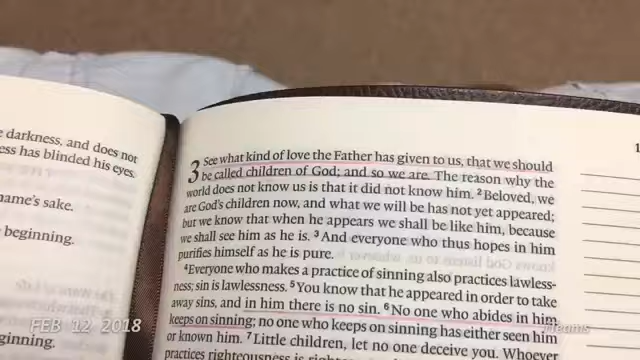 e darkness, and does not
ess has blinded his eyes.
name's sake.
beginning.
ginning.
1
3 See what kind of love the Father has given to us, that we should
be called children of God; and so we are. The reason why the
world does not know us is that it did not know him. 2 Beloved, we
are God's children now, and what we will be has not yet appeared;
but we know that when he appears we shall be like him, because
we shall see him as he is. 3 And everyone who thus hopes in him
purifies himself as he is pure.
4 Everyone who makes a practice of sinning also practices lawless-
ness; sin is lawlessness. 5 You know that he appeared in order to take
away sins, and in him there is no sin. 6 No one who abides in him
keeps on sinning; no one who keeps on sinning has either seen him
or known him. 7 Little children, let no one deceive you. Whoever
practices righteousness is
FEB 12 2018